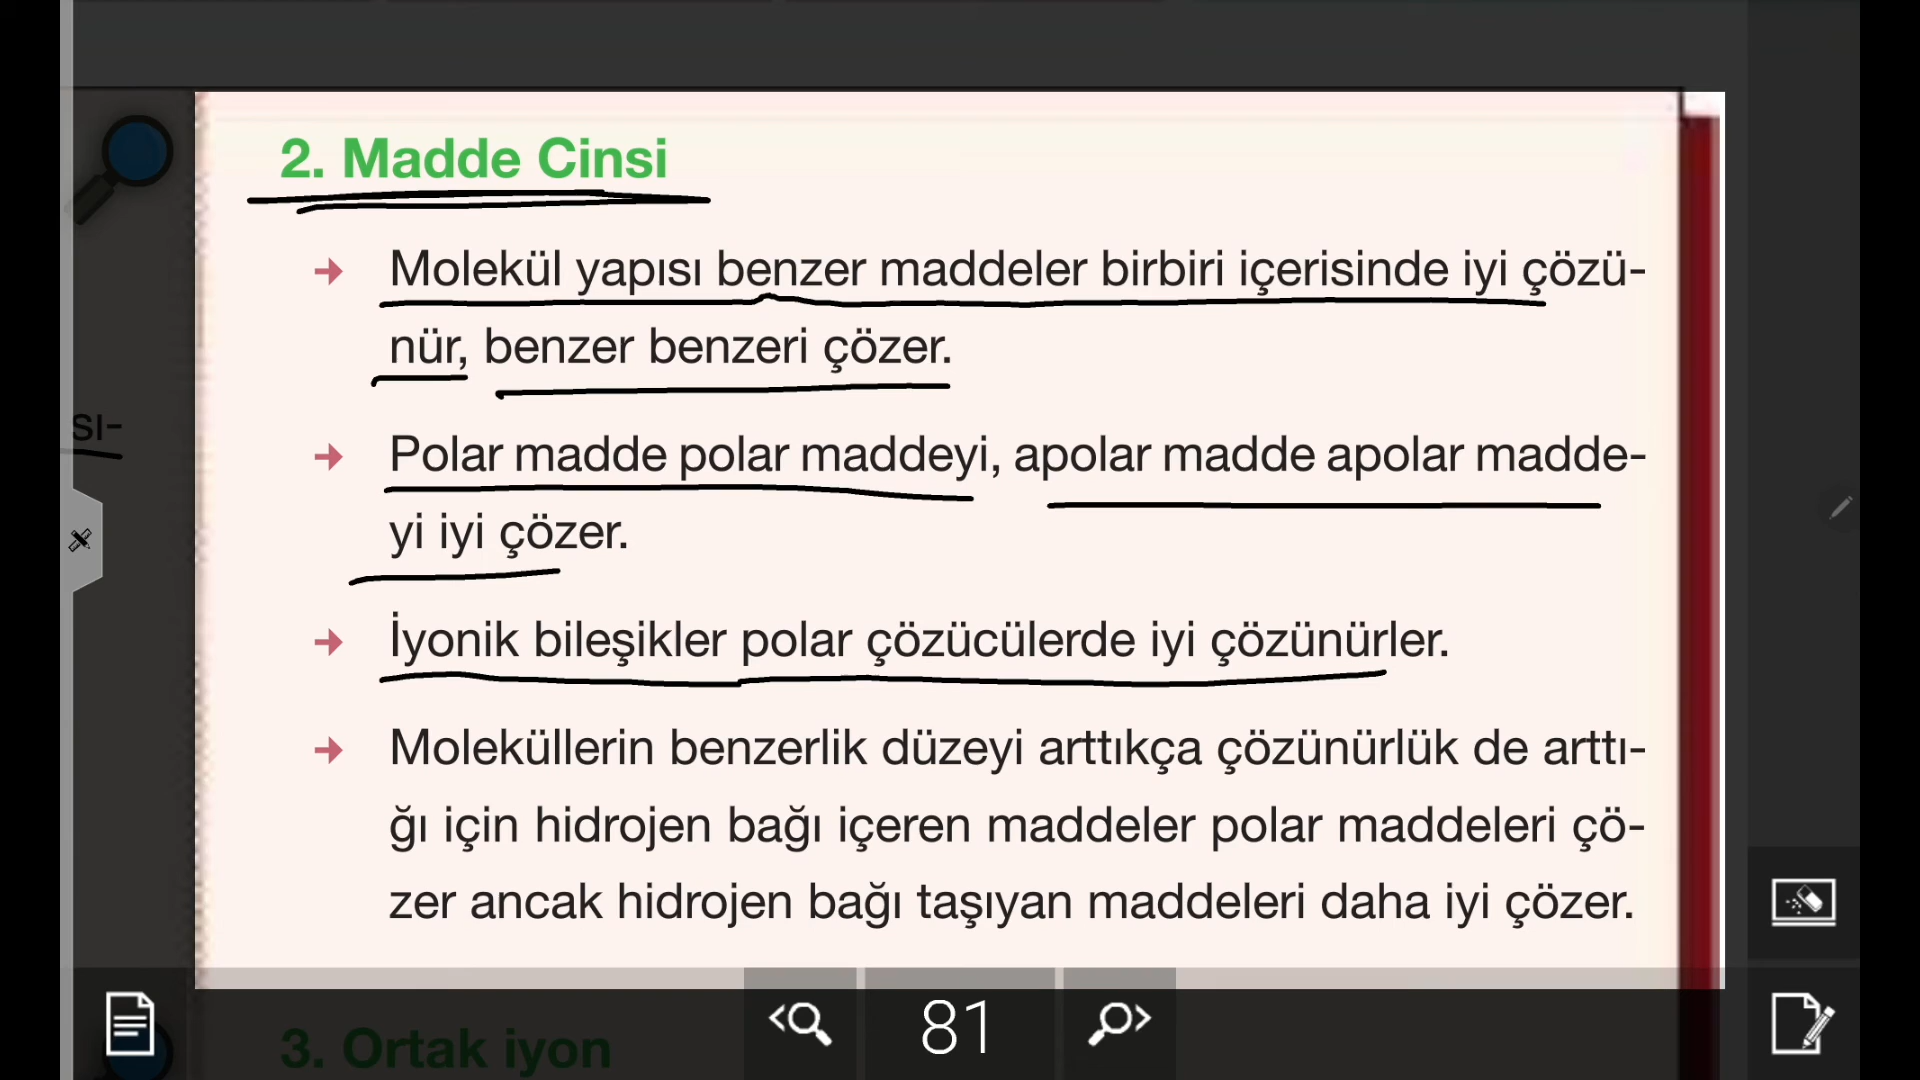 2. Madde Cinsi
Molekül yapısı benzer maddeler birbiri içerisinde iyi çözü-
nür, benzer benzeri çözer.
Polar madde polar maddeyi, apolar madde apolar madde-
yi iyi çözer.
İyonik bileşikler polar çözücülerde iyi çözünürler.
Moleküllerin benzerlik düzeyi arttıkça çözünürlük de arttı-
ğı için hidrojen bağı içeren maddeler polar maddeleri çö-
zer ancak hidrojen bağı taşıyan maddeleri daha iyi çözer.
sı-
81
3. Ortak iyon